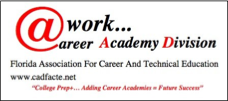 @work...
Career Academy Division
Florida Association For Career And Technical Education
www.cadfacte.net
"College Prep+... Adding Career Academies = Future Success"